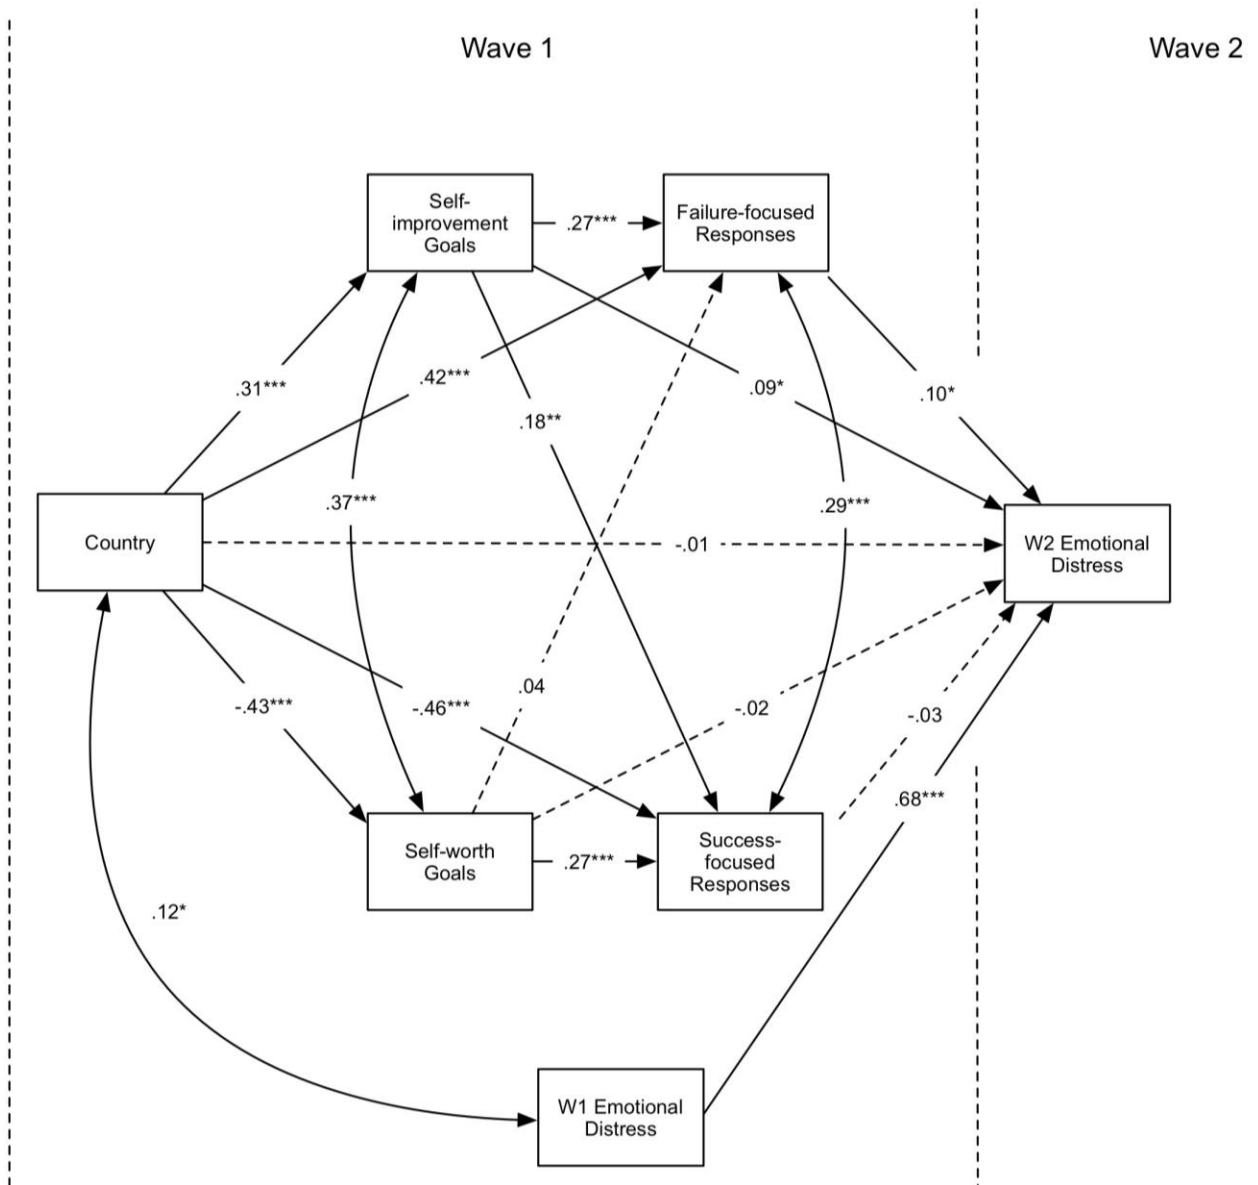 Wave 1
Wave 2
Self-
improvement
Goals
.27***
Failure-focused
Responses
.31***
.42***
.18**
.09*
.10*
.37***
.29***
Country
-.01
W2 Emotional
Distress
-.43***
-.46***
.04
-.02
-.03
.68***
Self-worth
Goals
.27***
Success-
focused
Responses
.12*
W1 Emotional
Distress